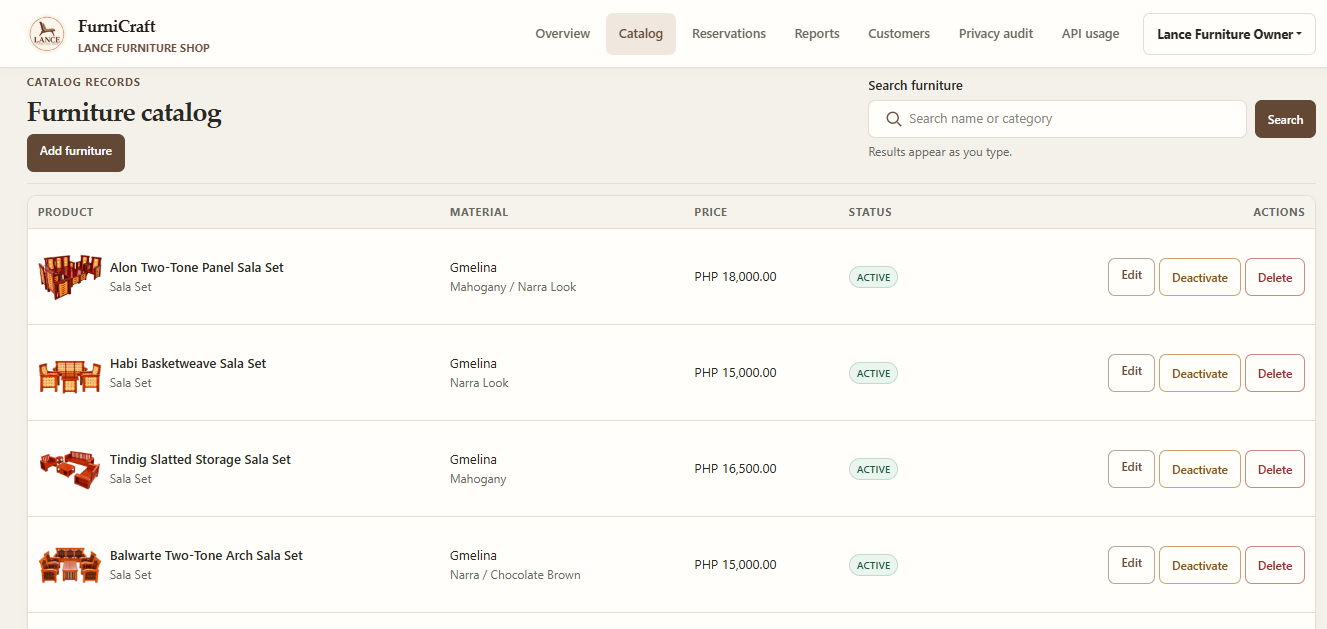 LANCE
FurniCraft
LANCE FURNITURE SHOP
Overview
Catalog
Reservations
Reports
Customers
Privacy audit
API usage
Lance Furniture Owner
CATALOG RECORDS
Furniture catalog
Add furniture
Search furniture
Search name or category
Search
Results appear as you type.
PRODUCT MATERIAL PRICE STATUS ACTIONS
Alon Two-Tone Panel Sala Set
Sala Set
Gmelina
Mahogany / Narra Look
PHP 18,000.00
ACTIVE
Edit Deactivate Delete
Habi Basketweave Sala Set
Sala Set
Gmelina
Narra Look
PHP 15,000.00
ACTIVE
Edit Deactivate Delete
Tindig Slatted Storage Sala Set
Sala Set
Gmelina
Mahogany
PHP 16,500.00
ACTIVE
Edit Deactivate Delete
Balwarte Two-Tone Arch Sala Set
Sala Set
Gmelina
Narra / Chocolate Brown
PHP 15,000.00
ACTIVE
Edit Deactivate Delete